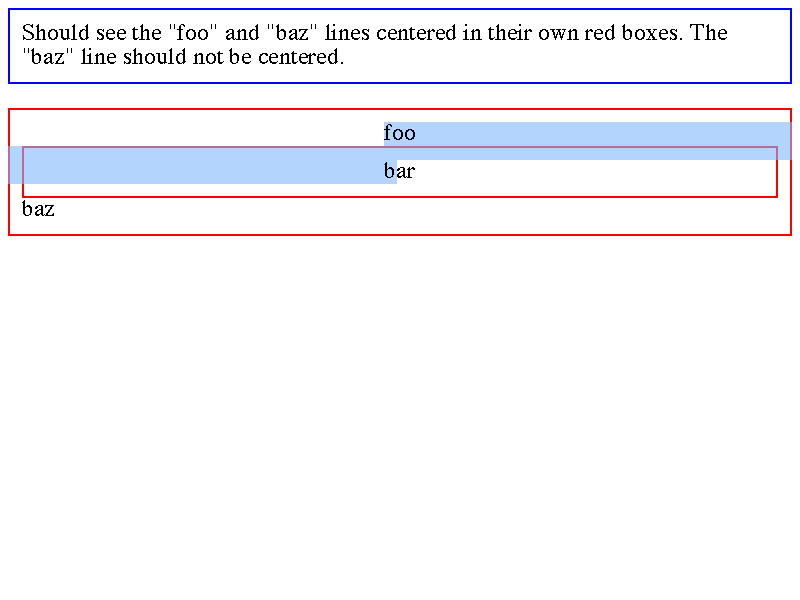 Should see the "foo" and "baz" lines centered in their own red boxes. The
"baz" line should not be centered.
foo
bar
baz